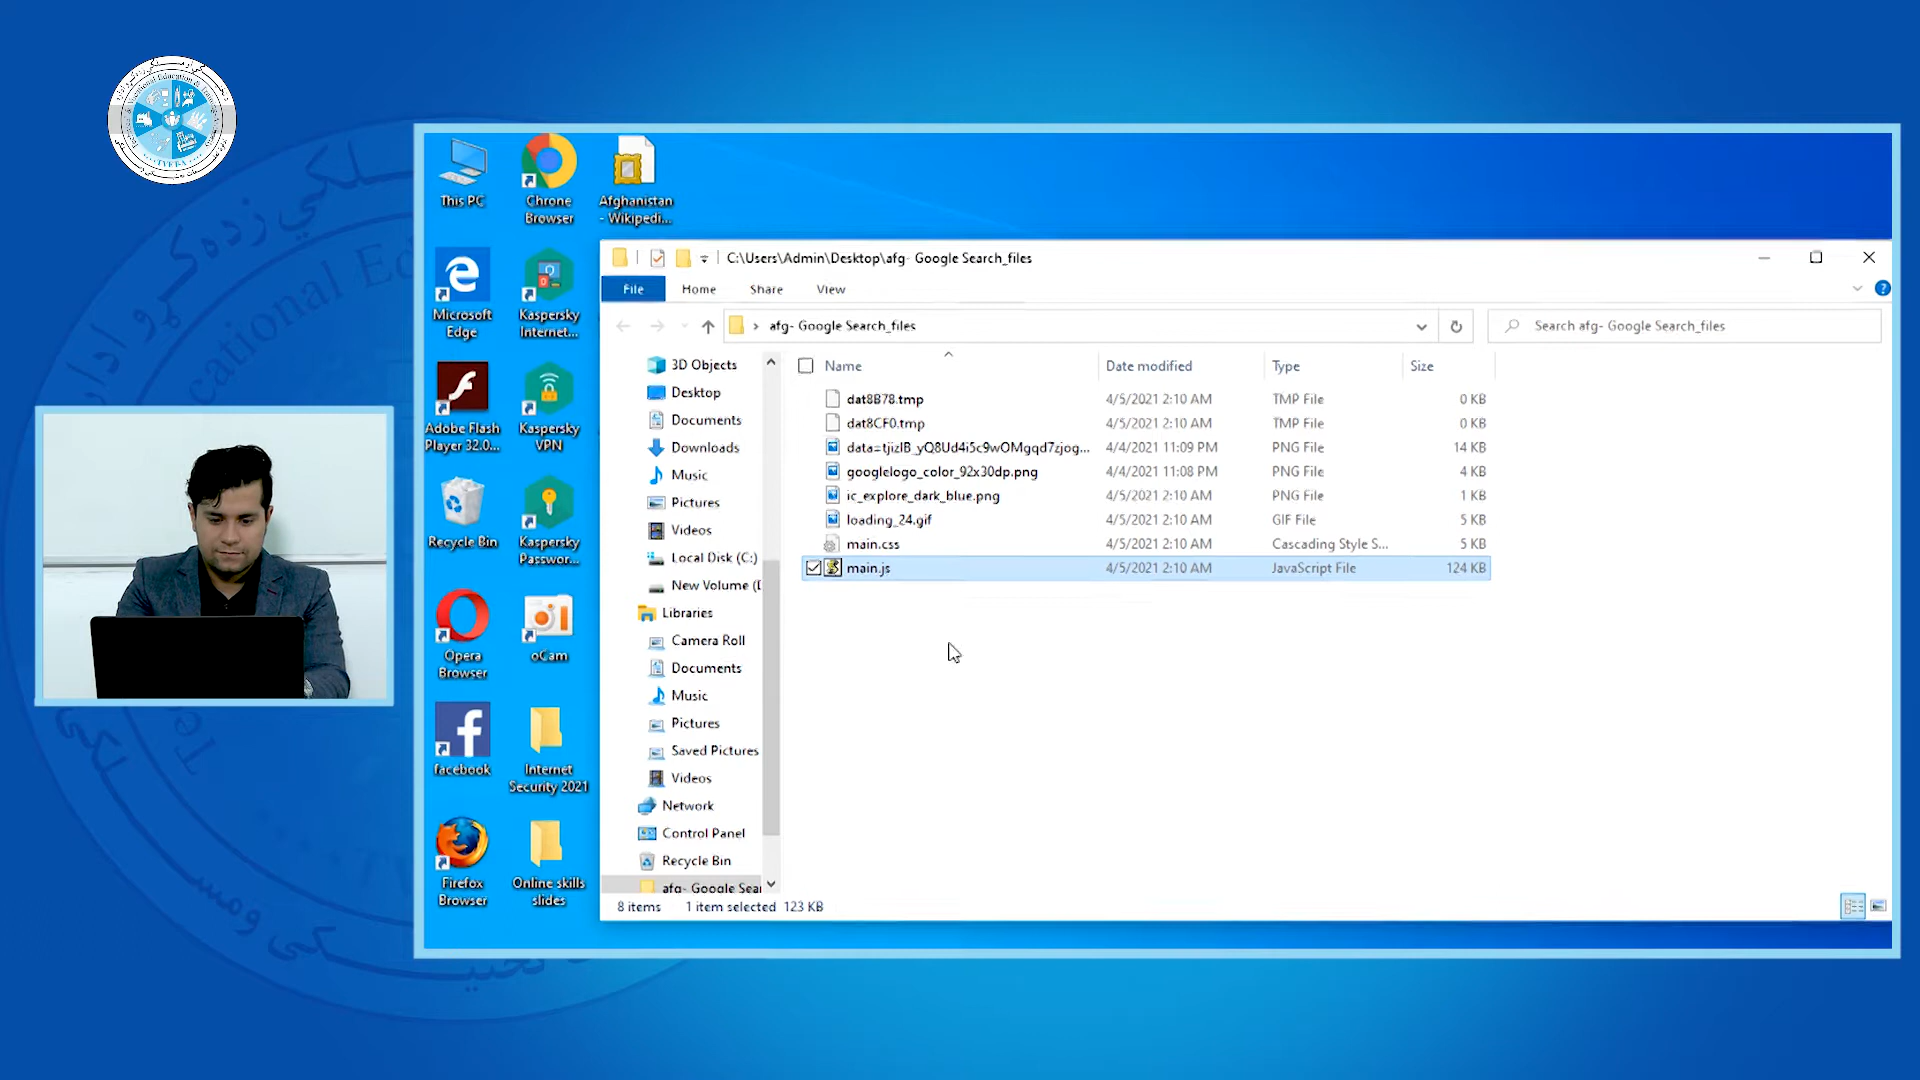 This PC
Chrone
Browser
Afghanistan
- Wikipedi...
Microsoft
Edge
Kaspersky
Internet...
Adobe Flash
Player 32.0...
Kaspersky
VPN
Recycle Bin
Kaspersky
Passwor...
Opera
Browser
oCam
facebook
Internet
Security 2021
Firefox
Browser
Online skills
slides
C:\Users\Admin\Desktop\afg- Google Search_files
File Home Share View
afg- Google Search_files
Search afg- Google Search_files
3D Objects
Desktop
Documents
Downloads
Music
Pictures
Videos
Local Disk (C:)
New Volume (D
Libraries
Camera Roll
Documents
Music
Pictures
Saved Pictures
Videos
Network
Control Panel
Recycle Bin
afg- Google Sea
Name Date modified Type Size
dat8B78.tmp 4/5/2021 2:10 AM TMP File 0 KB
dat8CF0.tmp 4/5/2021 2:10 AM TMP File 0 KB
4/4/2021 11:09 PM PNG File 14 KB
googlelogo_color_92x30dp.png 4/4/2021 11:08 PM PNG File 4 KB
ic_explore_dark_blue.png 4/5/2021 2:10 AM PNG File 1 KB
loading_24.gif 4/5/2021 2:10 AM GIF File 5 KB
main.css 4/5/2021 2:10 AM Cascading Style S... 5 KB
main.js 4/5/2021 2:10 AM JavaScript File 124 KB
8 items 1 item selected 123 KB